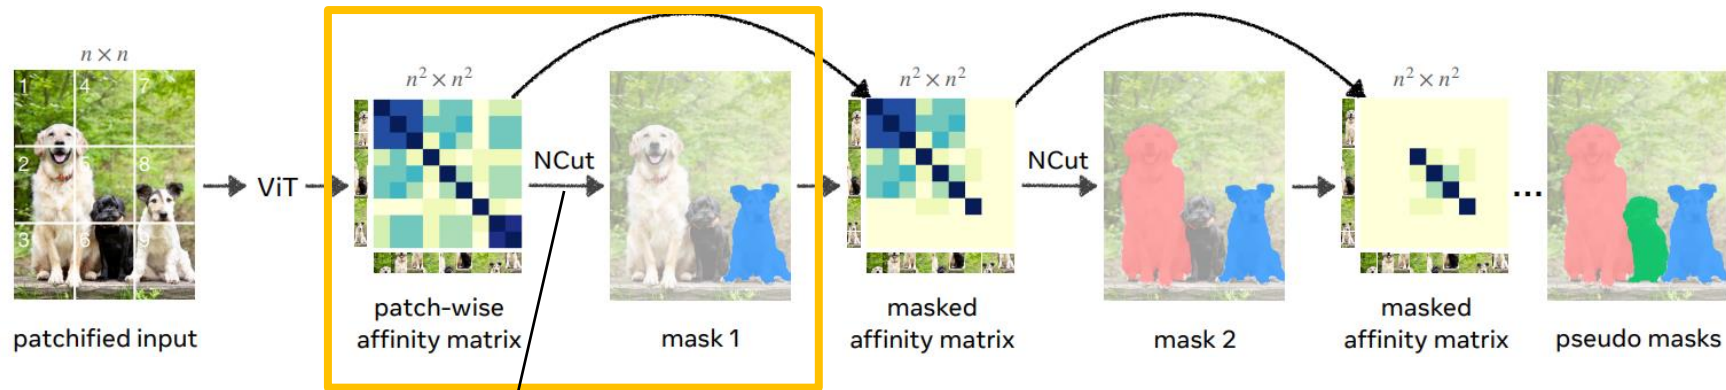 n × n
1 4 7
2 5 8
3 6 9
patchified input
ViT
n² × n²
patch-wise
affinity matrix
NCut
mask 1
n² × n²
masked
affinity matrix
NCut
mask 2
n² × n²
masked
affinity matrix
...
pseudo masks